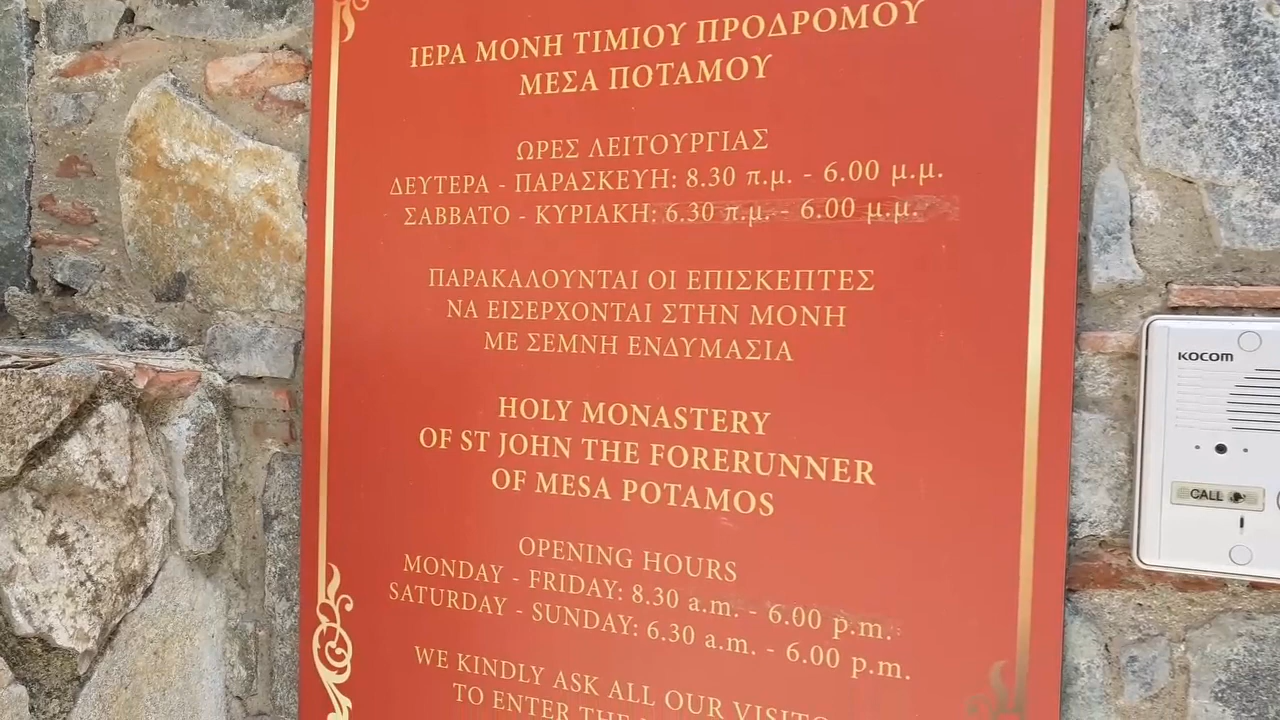 ΙΕΡΑ ΜΟΝΗ ΤΙΜΙΟΥ ΠΡΟΔΡΟΜΟΥ
ΜΕΣΑ ΠΟΤΑΜΟΥ
ΩΡΕΣ ΛΕΙΤΟΥΡΓΙΑΣ
ΔΕΥΤΕΡΑ - ΠΑΡΑΣΚΕΥΗ: 8.30 π.μ. - 6.00 μ.μ.
ΣΑΒΒΑΤΟ - ΚΥΡΙΑΚΗ: 6.30 π.μ. - 6.00 μ.μ.
ΠΑΡΑΚΑΛΟΥΝΤΑΙ ΟΙ ΕΠΙΣΚΕΠΤΕΣ
ΝΑ ΕΙΣΕΡΧΟΝΤΑΙ ΣΤΗΝ ΜΟΝΗ
ΜΕ ΣΕΜΝΗ ΕΝΔΥΜΑΣΙΑ
HOLY MONASTERY
OF ST JOHN THE FORERUNNER
OF MESA POTAMOS
OPENING HOURS
MONDAY - FRIDAY: 8.30 a.m. - 6.00 p.m.
SATURDAY - SUNDAY: 6.30 a.m. - 6.00 p.m.
WE KINDLY ASK ALL OUR
TO ENTER THE
KOCOM
CALL